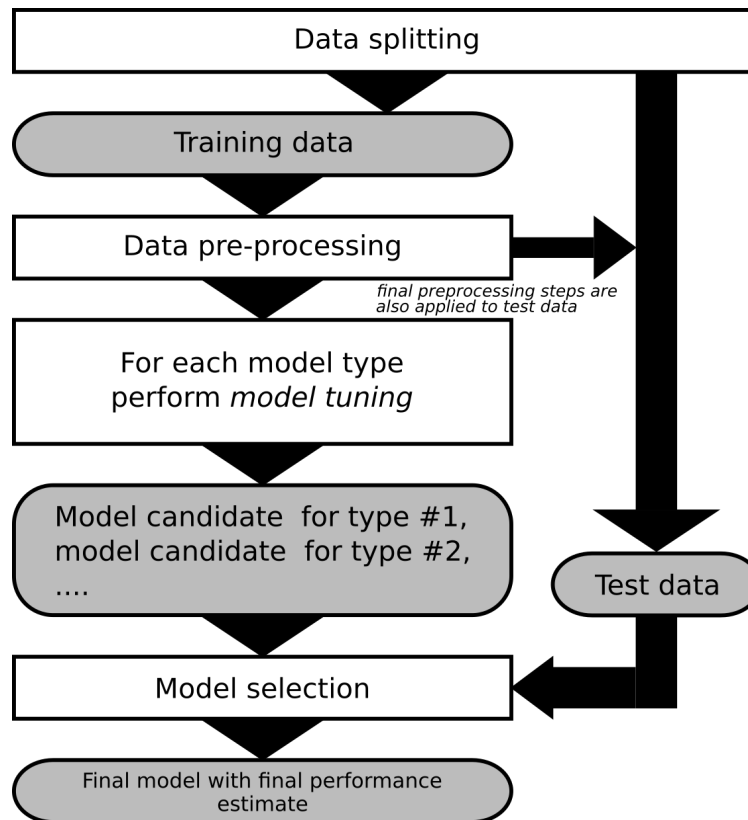 Data splitting
Training data
Data pre-processing
final preprocessing steps are
also applied to test data
For each model type
perform model tuning
Model candidate  for type #1,
model candidate  for type #2,
....
Test data
Model selection
Final model with final performance
estimate